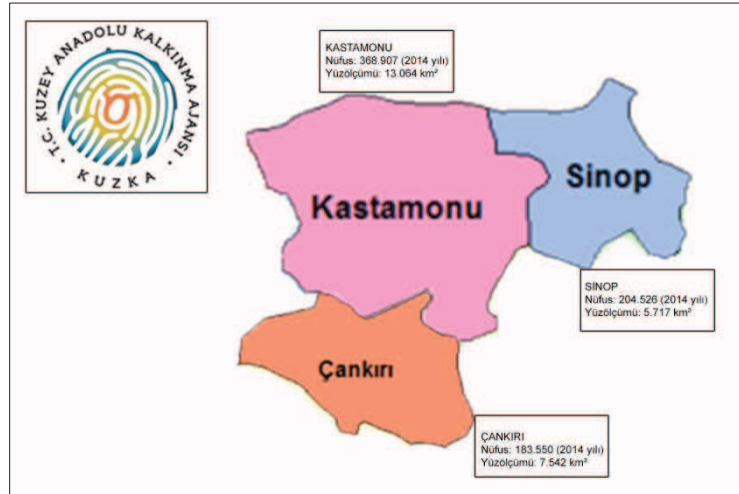 T.C. KUZEY ANADOLU KALKINMA AJANSI
KUZKA
KASTAMONU
Nüfus: 368.907 (2014 yılı)
Yüzölçümü: 13.064 km²
Kastamonu
Sinop
SİNOP
Nüfus: 204.526 (2014 yılı)
Yüzölçümü: 5.717 km²
Çankırı
ÇANKIRI
Nüfus: 183.550 (2014 yılı)
Yüzölçümü: 7.542 km²